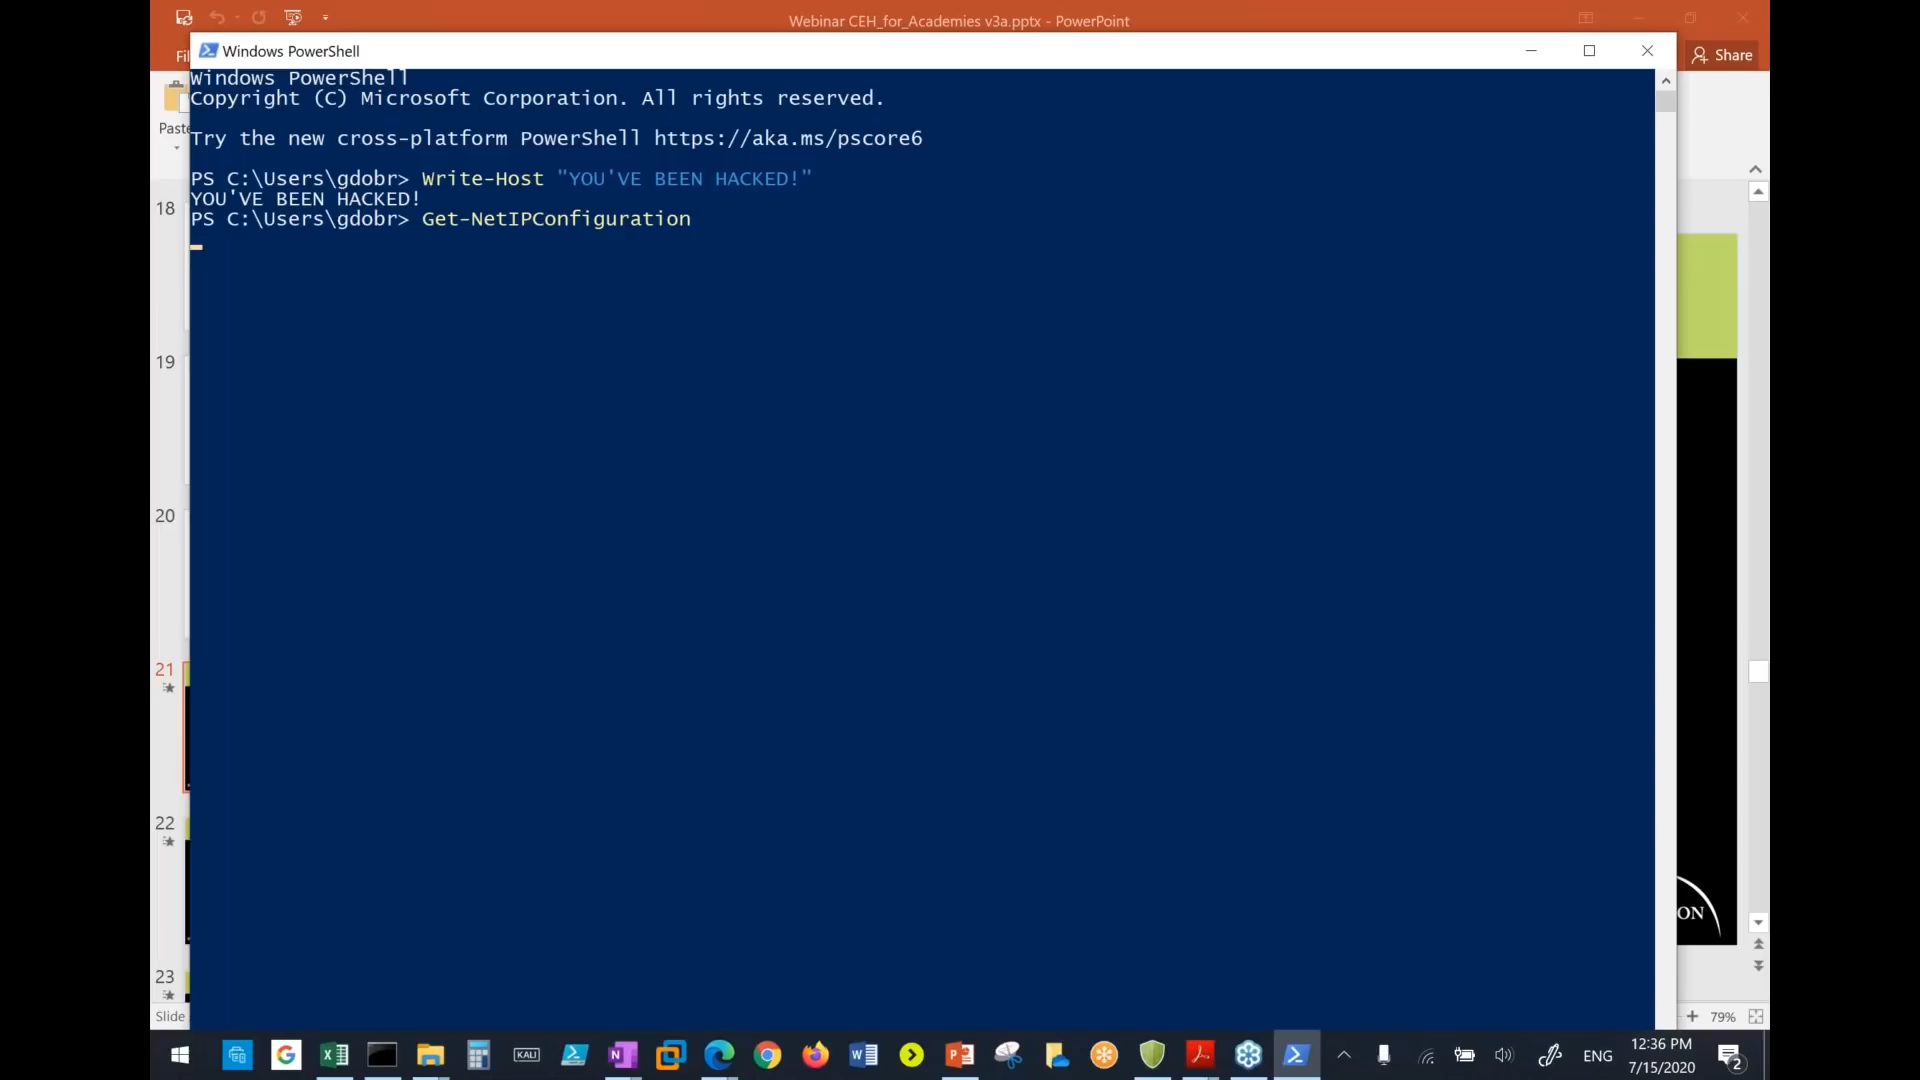 Webinar CEH_for_Academies v3a.pptx - PowerPoint
Windows PowerShell
Fil
Share
Paste
Windows PowerShell
Copyright (C) Microsoft Corporation. All rights reserved.
Try the new cross-platform PowerShell https://aka.ms/pscore6
PS C:\Users\gdobr> Write-Host "YOU'VE BEEN HACKED!"
YOU'VE BEEN HACKED!
PS C:\Users\gdobr> Get-NetIPConfiguration
18
19
20
21
22
23
ON
Slide
79%
KALI
ENG
12:36 PM
7/15/2020
2